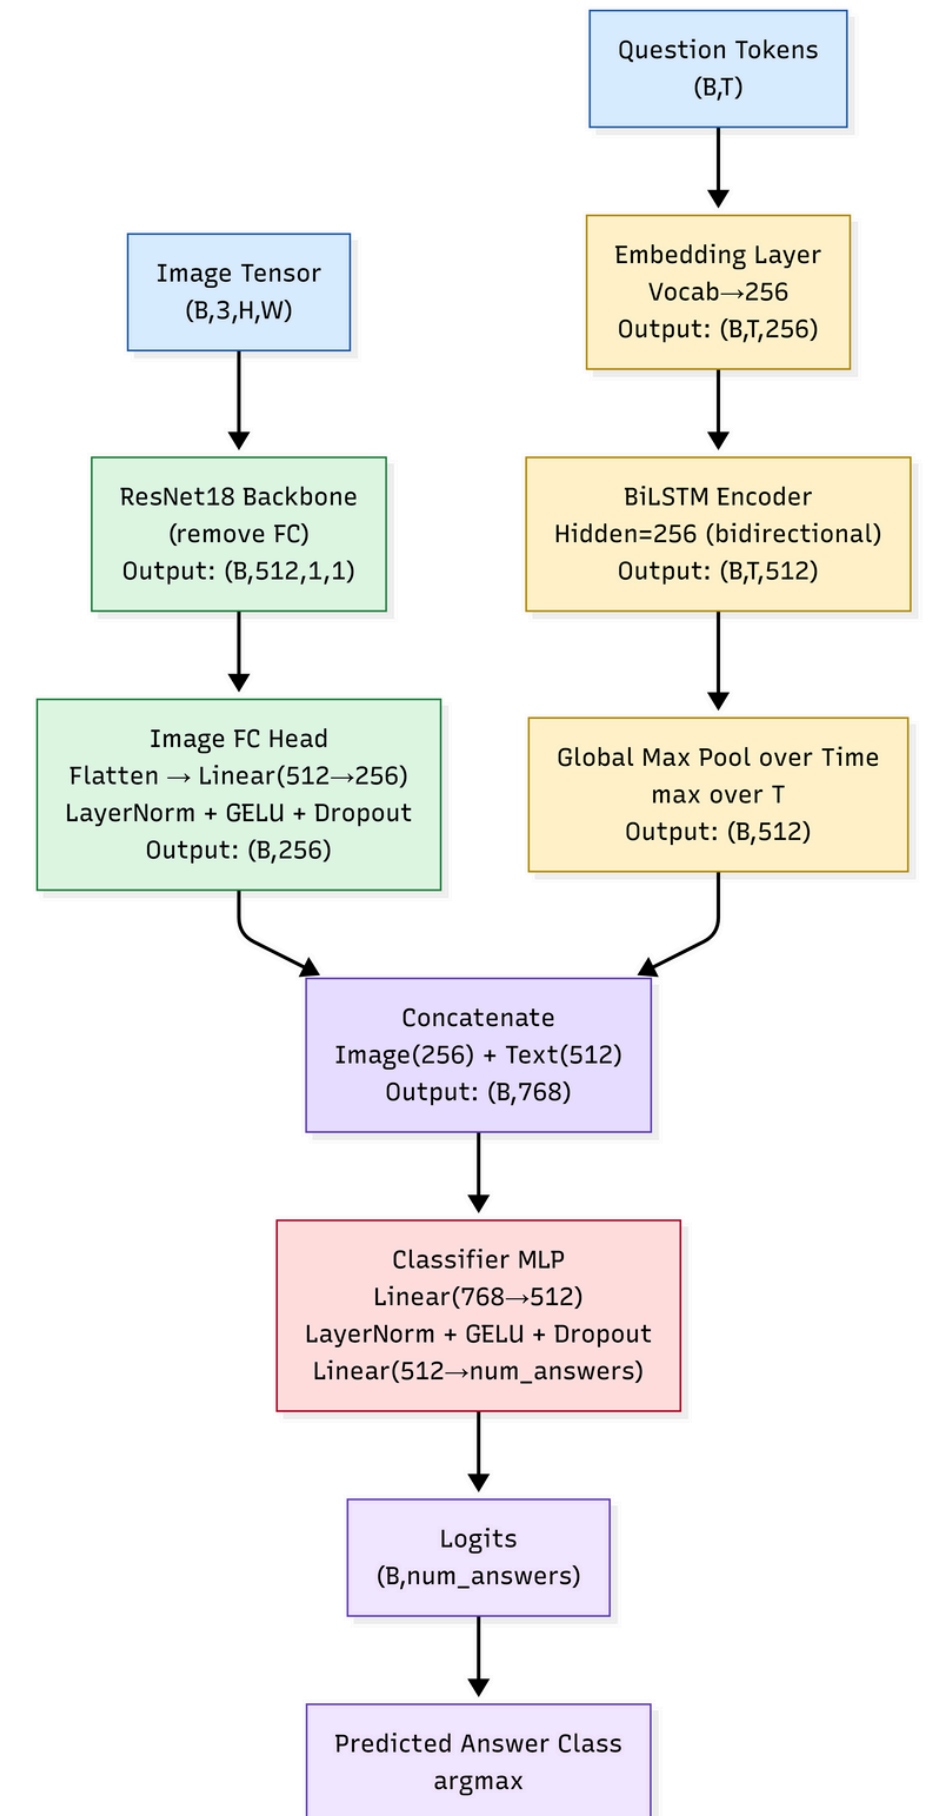 Question Tokens
(B,T)
Embedding Layer
Vocab→256
Output: (B,T,256)
Image Tensor
(B,3,H,W)
ResNet18 Backbone
(remove FC)
Output: (B,512,1,1)
BiLSTM Encoder
Hidden=256 (bidirectional)
Output: (B,T,512)
Image FC Head
Flatten → Linear(512→256)
LayerNorm + GELU + Dropout
Output: (B,256)
Global Max Pool over Time
max over T
Output: (B,512)
Concatenate
Image(256) + Text(512)
Output: (B,768)
Classifier MLP
Linear(768→512)
LayerNorm + GELU + Dropout
Linear(512→num_answers)
Logits
(B,num_answers)
Predicted Answer Class
argmax